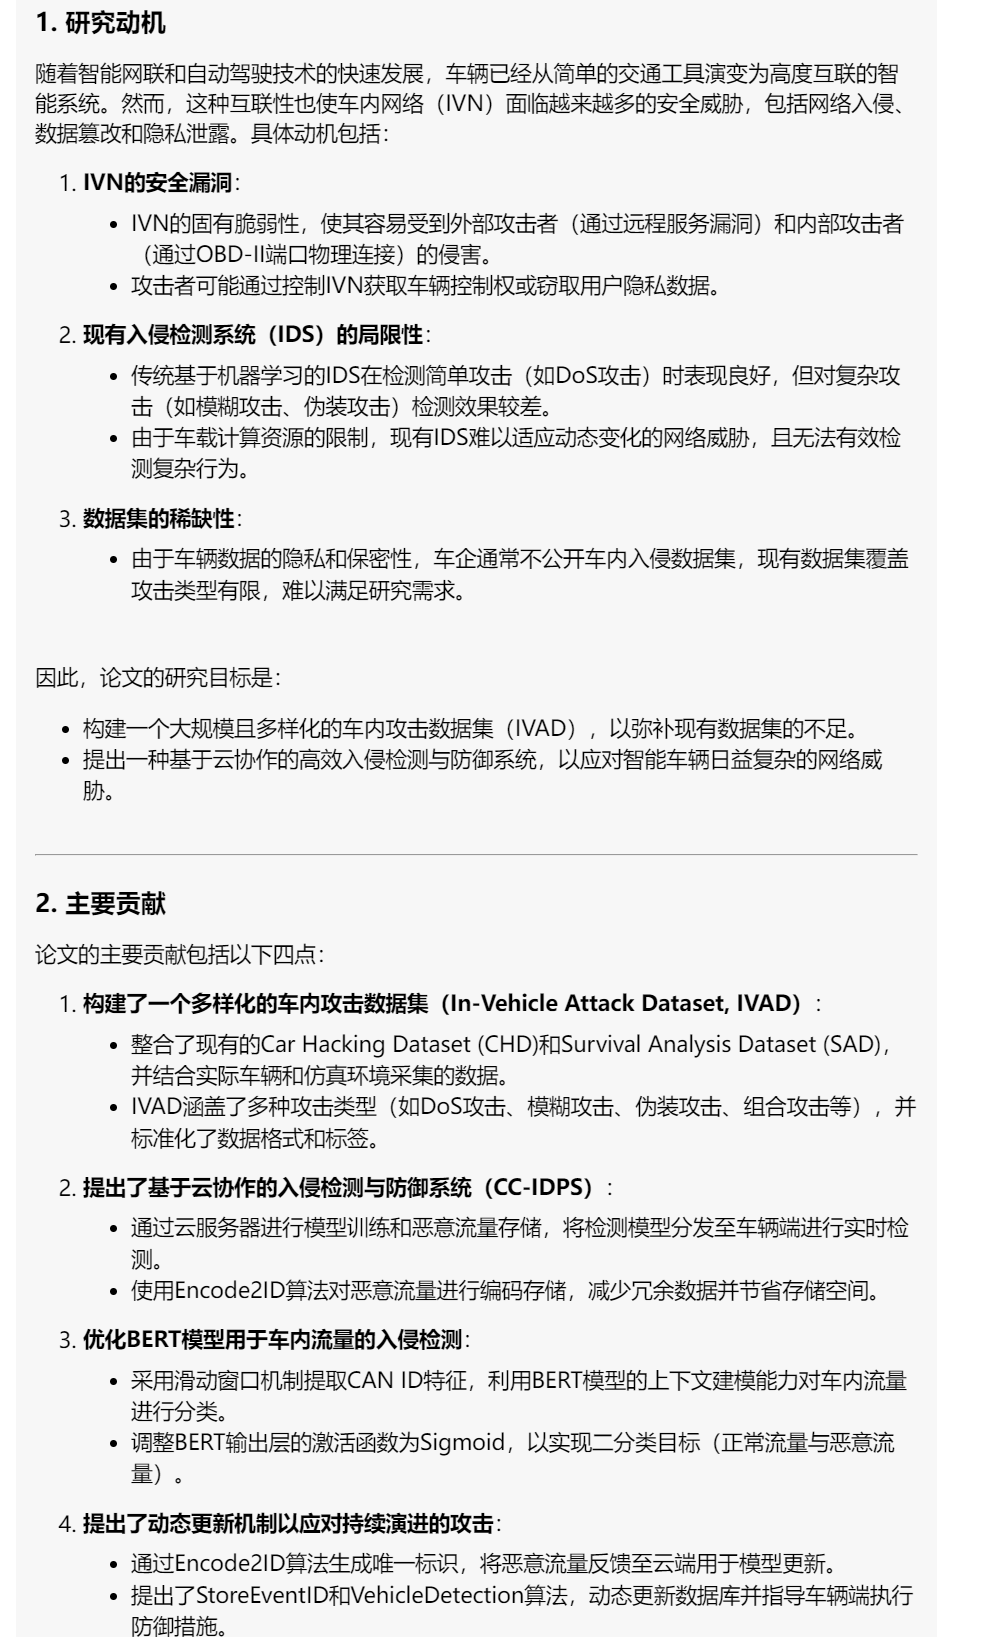 1. 研究动机
随着智能网联和自动驾驶技术的快速发展，车辆已经从简单的交通工具演变为高度互联的智
能系统。然而，这种互联性也使车内网络（IVN）面临越来越多的安全威胁，包括网络入侵、
数据篡改和隐私泄露。具体动机包括：
1. IVN的安全漏洞：
• IVN的固有脆弱性，使其容易受到外部攻击者（通过远程服务漏洞）和内部攻击者
（通过OBD-II端口物理连接）的侵害。
• 攻击者可能通过控制IVN获取车辆控制权或窃取用户隐私数据。
2. 现有入侵检测系统（IDS）的局限性：
• 传统基于机器学习的IDS在检测简单攻击（如DoS攻击）时表现良好，但对复杂攻
击（如模糊攻击、伪装攻击）检测效果较差。
• 由于车载计算资源的限制，现有IDS难以适应动态变化的网络威胁，且无法有效检
测复杂行为。
3. 数据集的稀缺性：
• 由于车辆数据的隐私和保密性，车企通常不公开车内入侵数据集，现有数据集覆盖
攻击类型有限，难以满足研究需求。
因此，论文的研究目标是：
• 构建一个大规模且多样化的车内攻击数据集（IVAD），以弥补现有数据集的不足。
• 提出一种基于云协作的高效入侵检测与防御系统，以应对智能车辆日益复杂的网络威
胁。
2. 主要贡献
论文的主要贡献包括以下四点：
1. 构建了一个多样化的车内攻击数据集（In-Vehicle Attack Dataset, IVAD）：
• 整合了现有的Car Hacking Dataset (CHD)和Survival Analysis Dataset (SAD)，
并结合实际车辆和仿真环境采集的数据。
• IVAD涵盖了多种攻击类型（如DoS攻击、模糊攻击、伪装攻击、组合攻击等），并
标准化了数据格式和标签。
2. 提出了基于云协作的入侵检测与防御系统（CC-IDPS）：
• 通过云服务器进行模型训练和恶意流量存储，将检测模型分发至车辆端进行实时检
测。
• 使用Encode2ID算法对恶意流量进行编码存储，减少冗余数据并节省存储空间。
3. 优化BERT模型用于车内流量的入侵检测：
• 采用滑动窗口机制提取CAN ID特征，利用BERT模型的上下文建模能力对车内流量
进行分类。
• 调整BERT输出层的激活函数为Sigmoid，以实现二分类目标（正常流量与恶意流
量）。
4. 提出了动态更新机制以应对持续演进的攻击：
• 通过Encode2ID算法生成唯一标识，将恶意流量反馈至云端用于模型更新。
• 提出了StoreEventID和VehicleDetection算法，动态更新数据库并指导车辆端执行
防御措施。